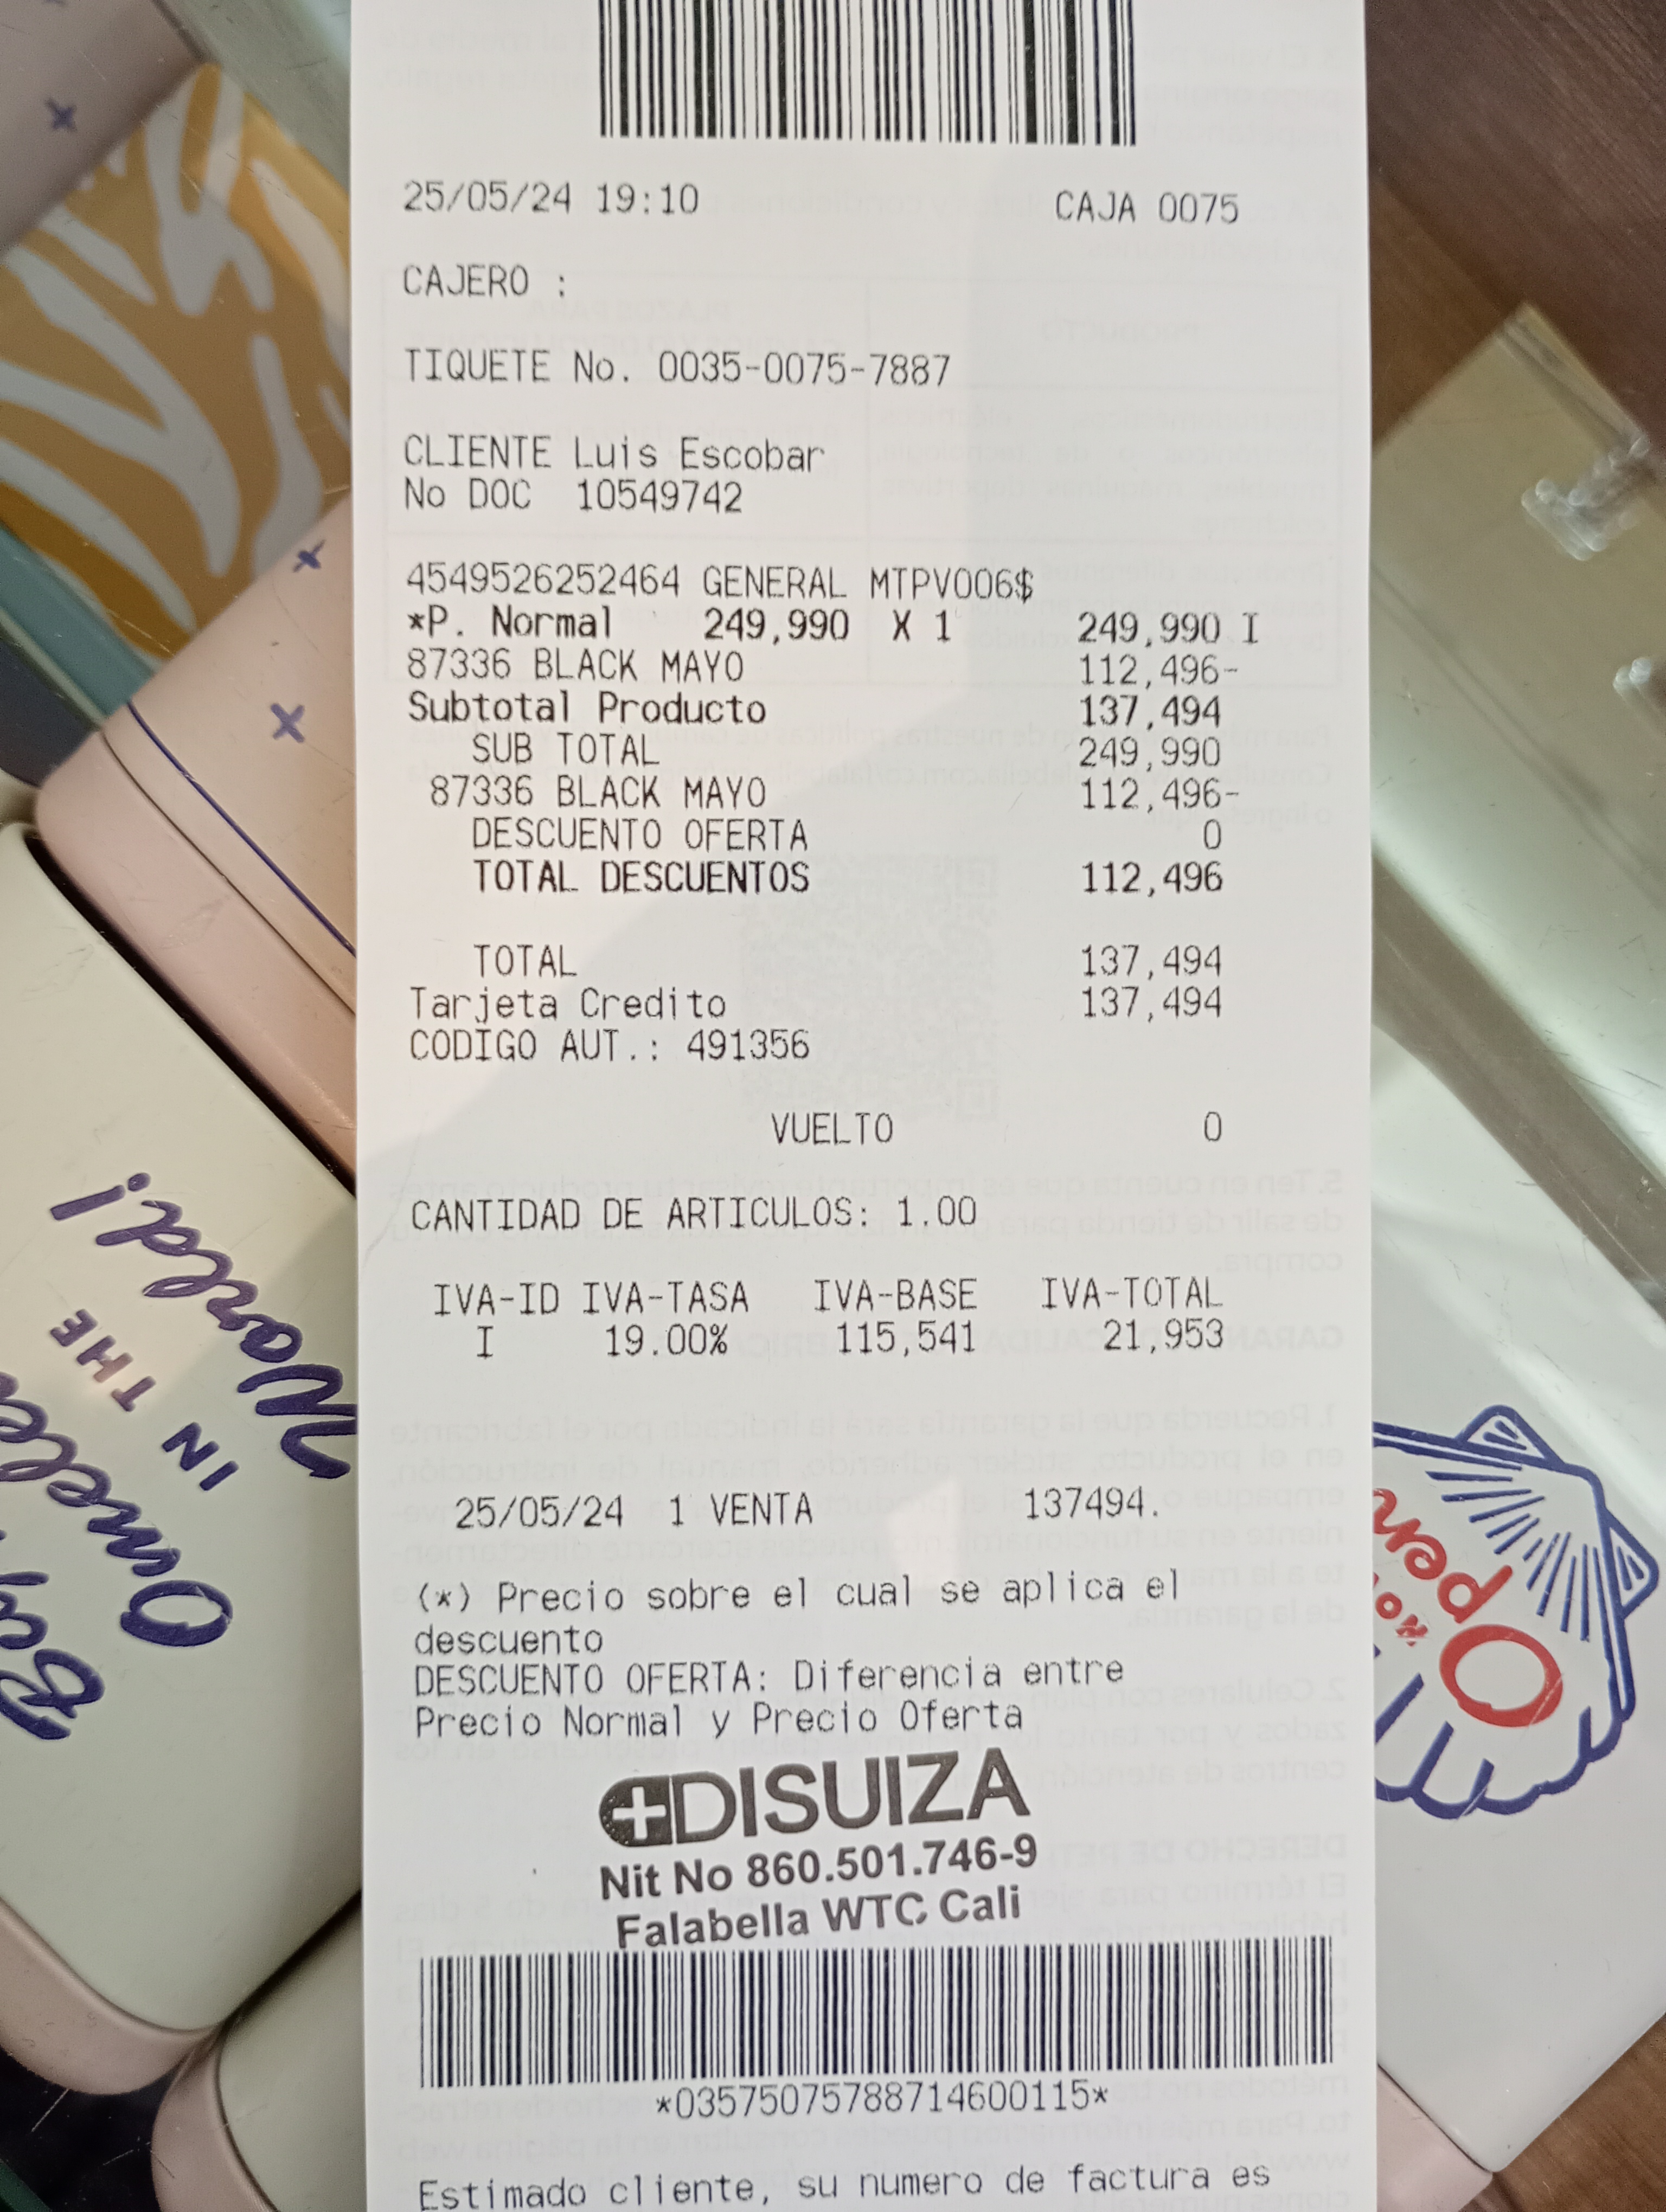 25/05/24 19:10 CAJA 0075
CAJERO :
TIQUETE No. 0035-0075-7887
CLIENTE Luis Escobar
No DOC 10549742
4549526252464 GENERAL MTPV006$
*P. Normal 249,990 X 1 249,990 I
87336 BLACK MAYO 112,496-
Subtotal Producto 137,494
SUB TOTAL 249,990
87336 BLACK MAYO 112,496-
DESCUENTO OFERTA 0
TOTAL DESCUENTOS 112,496
TOTAL 137,494
Tarjeta Credito 137,494
CODIGO AUT.: 491356
VUELTO 0
CANTIDAD DE ARTICULOS: 1.00
IVA-ID IVA-TASA IVA-BASE IVA-TOTAL
I 19.00% 115,541 21,953
25/05/24 1 VENTA 137494.
(*) Precio sobre el cual se aplica el
descuento
DESCUENTO OFERTA: Diferencia entre
Precio Normal y Precio Oferta
DISUIZA
Nit No 860.501.746-9
Falabella WTC Cali
*03575075788714600115*
Estimado cliente, su numero de factura es
World!
IN THE
Open